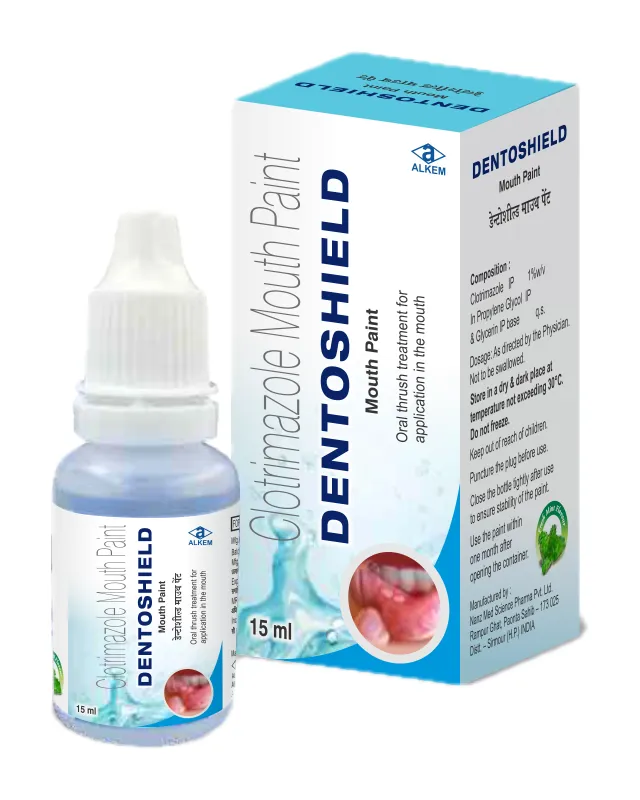 डेन्टोशील्ड माउथ पेंट
Mouth Paint
DENTOSHIELD
ALKEM
Clotrimazole Mouth Paint
DENTOSHIELD
Mouth Paint
Oral thrush treatment for
application in the mouth
15 ml
DENTOSHIELD
Mouth Paint
डेन्टोशील्ड माउथ पेंट
Composition :
Clotrimazole IP 1%w/v
In Propylene Glycol IP
& Glycerin IP base q.s.
Dosage: As directed by the Physician.
Not to be swallowed.
Store in a dry & dark place at
temperature not exceeding 30°C.
Do not freeze.
Keep out of reach of children.
Puncture the plug before use.
Close the bottle tightly after use
to ensure stability of the paint.
Use the paint within
one month after
opening the container.
Manufactured by :
Nanz Med Science Pharma Pvt. Ltd.
Rampur Ghat, Paonta Sahib – 173 025
Distt. – Sirmour (H.P.) INDIA
ALKEM
Clotrimazole Mouth Paint
DENTOSHIELD
Mouth Paint
डेन्टोशील्ड माउथ पेंट
Oral thrush treatment for
application in the mouth
15 ml